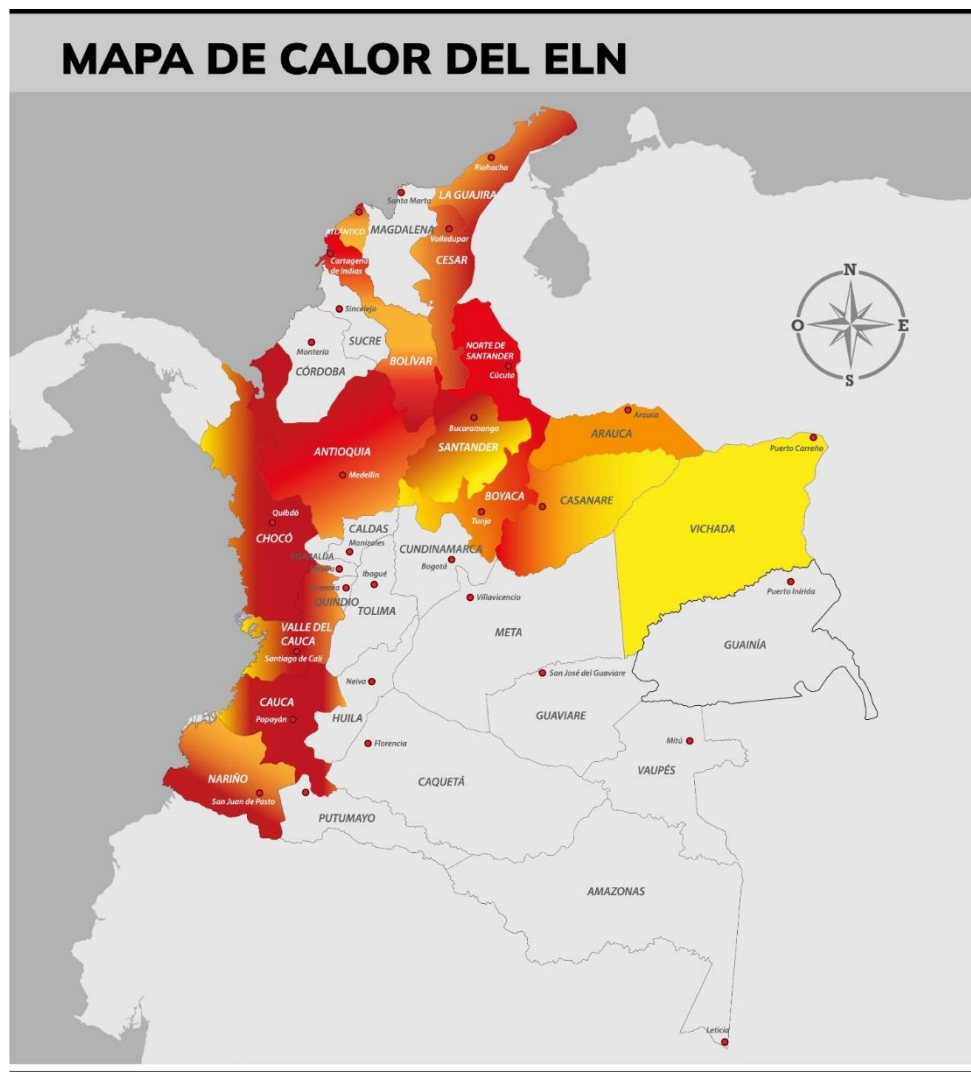 MAPA DE CALOR DEL ELN
Riohacha
LA GUAJIRA
Santa Marta
MAGDALENA
ATLÁNTICO
Valledupar
CESAR
Cartagena
de Indias
N
O
E
S
Sincelejo
SUCRE
Montería
CÓRDOBA
BOLÍVAR
NORTE DE
SANTANDER
Cúcuta
Bucaramanga
SANTANDER
Arauca
ARAUCA
Puerto Carreño
ANTIOQUIA
Medellín
BOYACA
CASANARE
VICHADA
Tunja
Quibdó
CHOCÓ
CALDAS
Manizales
CUNDINAMARCA
Bogotá
Ibagué
QUINDIO
TOLIMA
Villavicencio
Puerto Inírida
META
GUAINÍA
VALLE DEL
CAUCA
Santiago de Cali
San José del Guaviare
Neiva
CAUCA
Popayán
HUILA
GUAVIARE
Florencia
Mitú
VAUPÉS
NARIÑO
San Juan de Pasto
CAQUETÁ
PUTUMAYO
AMAZONAS
Leticia